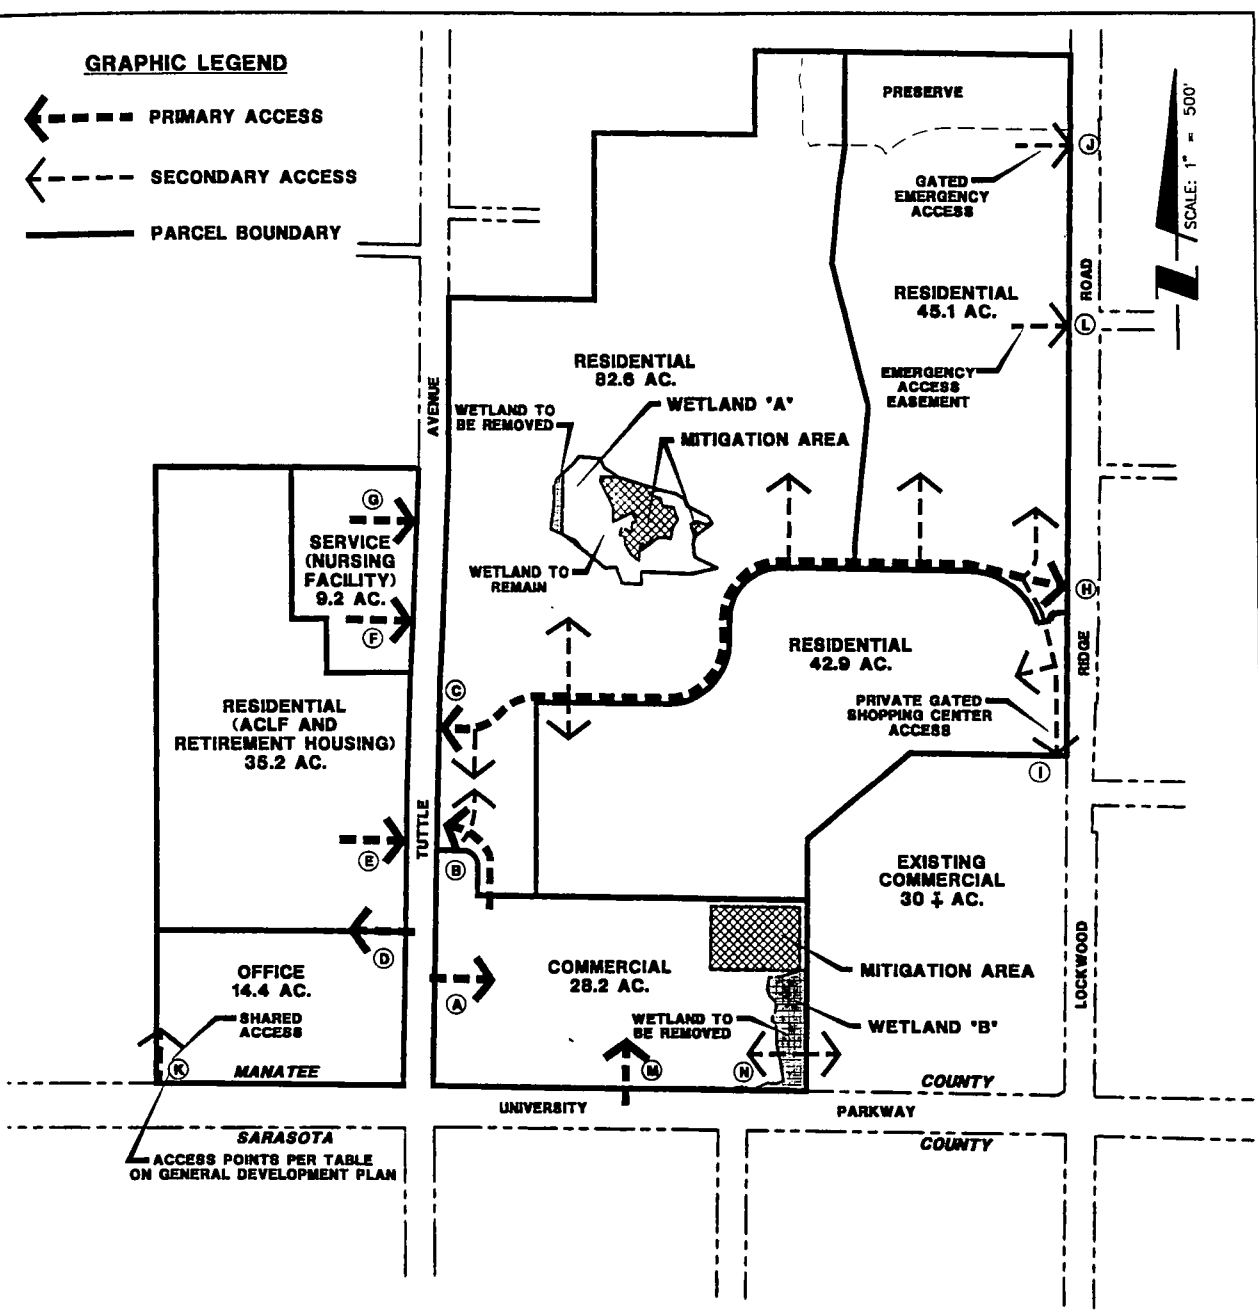 GRAPHIC LEGEND
PRIMARY ACCESS
SECONDARY ACCESS
PARCEL BOUNDARY
PRESERVE
J
GATED
EMERGENCY
ACCESS
SCALE: 1" = 500'
N
ROAD
RESIDENTIAL
45.1 AC.
L
EMERGENCY
ACCESS
EASEMENT
RESIDENTIAL
82.6 AC.
WETLAND "A"
WETLAND TO
BE REMOVED
MITIGATION AREA
AVENUE
G
SERVICE
(NURSING
FACILITY)
9.2 AC.
F
WETLAND TO
REMAIN
H
RIDGE
RESIDENTIAL
42.9 AC.
C
RESIDENTIAL
(ACLF AND
RETIREMENT HOUSING)
35.2 AC.
PRIVATE GATED
SHOPPING CENTER
ACCESS
I
TUTTLE
E
B
EXISTING
COMMERCIAL
30 ± AC.
LOCKWOOD
D
OFFICE
14.4 AC.
A
COMMERCIAL
28.2 AC.
MITIGATION AREA
SHARED
ACCESS
WETLAND TO
BE REMOVED
WETLAND "B"
K
MANATEE
M
N
COUNTY
UNIVERSITY
PARKWAY
SARASOTA
COUNTY
ACCESS POINTS PER TABLE
ON GENERAL DEVELOPMENT PLAN